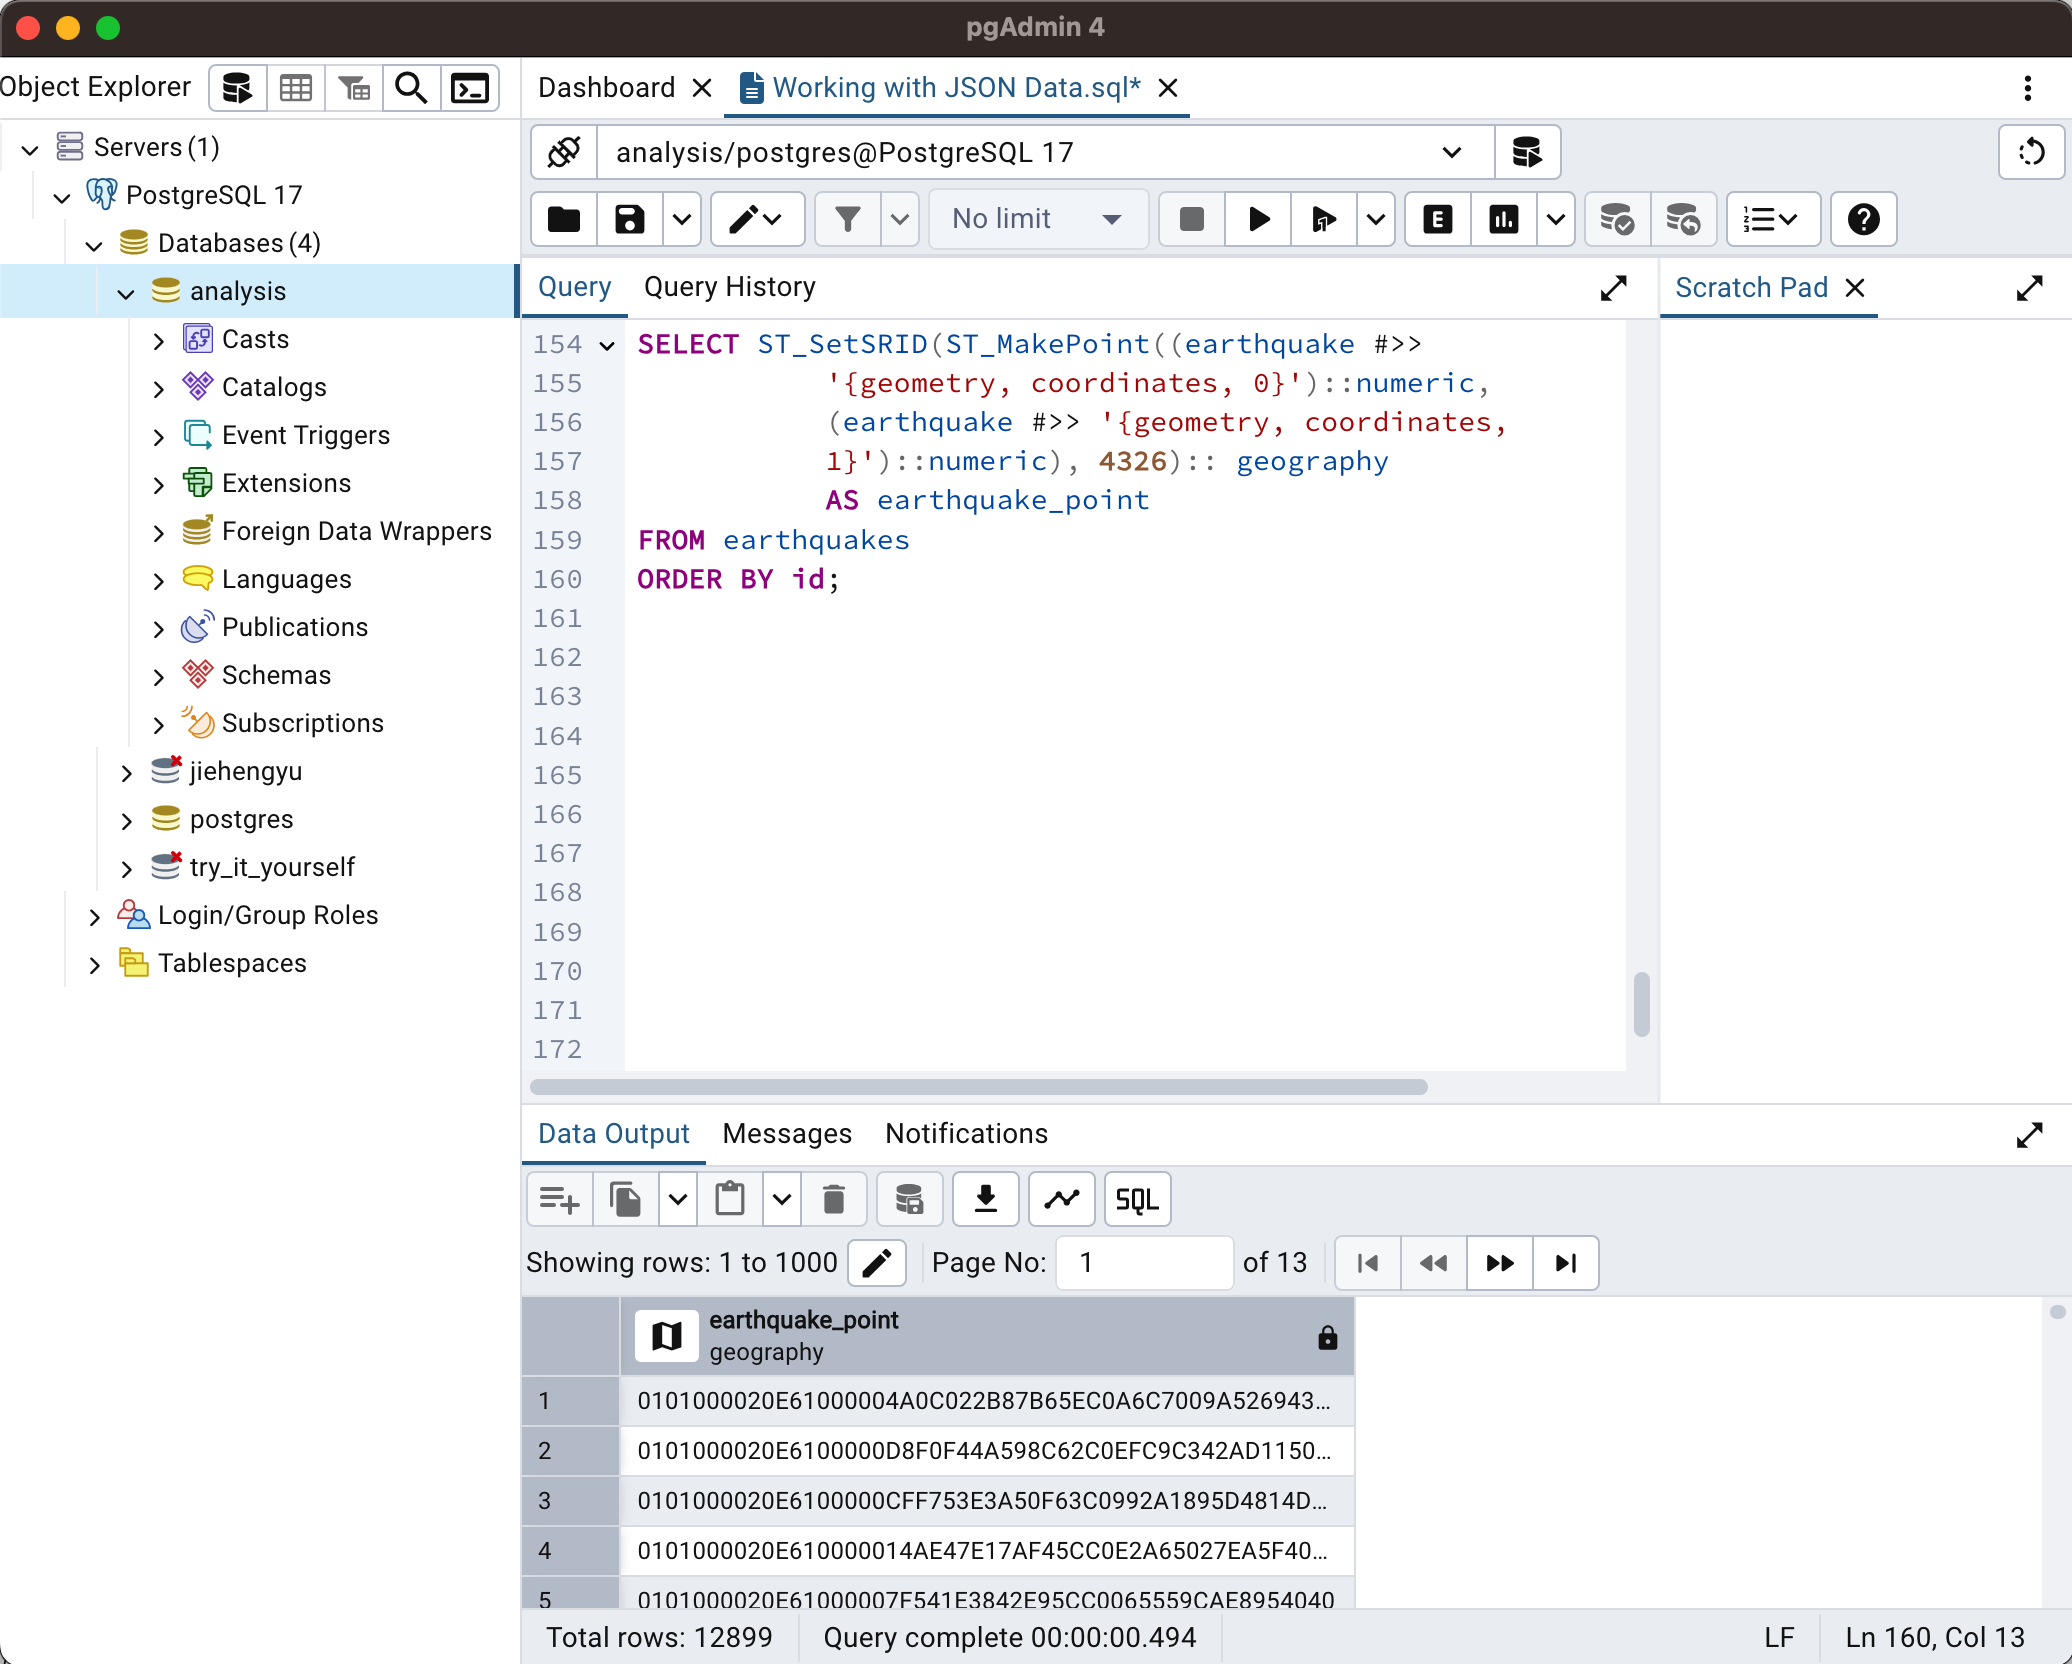 pgAdmin 4
Object Explorer
Dashboard
Working with JSON Data.sql*
Servers (1)
PostgreSQL 17
Databases (4)
analysis
Casts
Catalogs
Event Triggers
Extensions
Foreign Data Wrappers
Languages
Publications
Schemas
Subscriptions
jiehengyu
postgres
try_it_yourself
Login/Group Roles
Tablespaces
analysis/postgres@PostgreSQL 17
No limit
E
Query
Query History
Scratch Pad
154 SELECT ST_SetSRID(ST_MakePoint((earthquake #>>
155 '{geometry, coordinates, 0}')::numeric,
156 (earthquake #>> '{geometry, coordinates,
157 1}')::numeric), 4326):: geography
158 AS earthquake_point
159 FROM earthquakes
160 ORDER BY id;
161
162
163
164
165
166
167
168
169
170
171
172
Data Output
Messages
Notifications
SQL
Showing rows: 1 to 1000
Page No: 1 of 13
earthquake_point
geography
1 0101000020E61000004A0C022B87B65EC0A6C7009A526943...
2 0101000020E6100000D8F0F44A598C62C0EFC9C342AD1150...
3 0101000020E6100000CFF753E3A50F63C0992A1895D4814D...
4 0101000020E610000014AE47E17AF45CC0E2A65027EA5F40...
5 0101000020E61000007F541E3842E95CC0065559CAE8954040
Total rows: 12899
Query complete 00:00:00.494
LF
Ln 160, Col 13